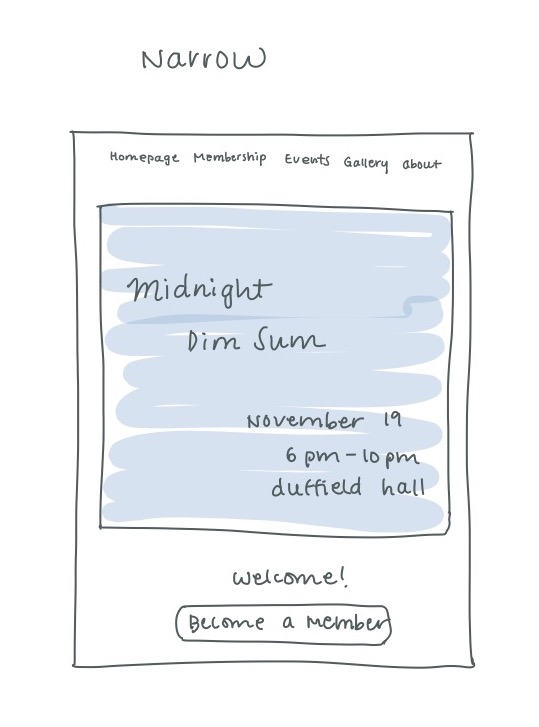 Narrow
Homepage Membership Events Gallery about
Midnight
Dim Sum
November 19
6 pm - 10 pm
duffield hall
Welcome!
Become a Member